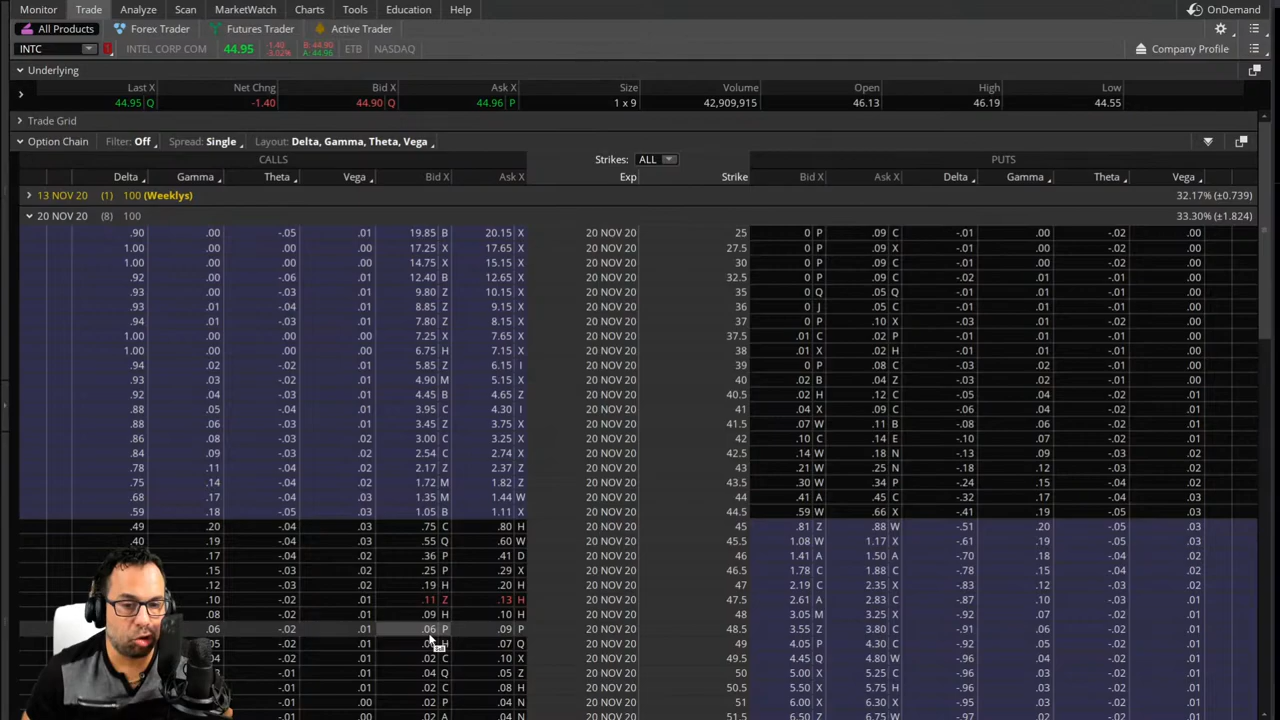 Monitor Trade Analyze Scan MarketWatch Charts Tools Education Help OnDemand
All Products Forex Trader Futures Trader Active Trader
INTC INTEL CORP COM 44.95 -1.40 -3.02% B: 44.90 A: 44.96 ETB NASDAQ Company Profile
Underlying
Last X Net Chng Bid X Ask X Size Volume Open High Low
44.95 Q -1.40 44.90 Q 44.96 P 1 x 9 42,909,915 46.13 46.19 44.55
Trade Grid
Option Chain Filter: Off Spread: Single Layout: Delta, Gamma, Theta, Vega
CALLS Strikes: ALL PUTS
Delta Gamma Theta Vega Bid X Ask X Exp Strike Bid X Ask X Delta Gamma Theta Vega
13 NOV 20 (1) 100 (Weeklys) 32.17% (±0.739)
20 NOV 20 (8) 100 33.30% (±1.824)
.90 .00 -.05 .01 19.85 B 20.15 X 20 NOV 20 25 0 P .09 C -.01 .00 -.02 .00
1.00 .00 .00 .00 17.25 X 17.65 X 20 NOV 20 27.5 0 P .09 X -.01 .00 -.02 .00
1.00 .00 .00 .00 14.75 X 15.15 X 20 NOV 20 30 0 P .09 C -.01 .01 -.02 .00
.92 .00 -.06 .01 12.40 B 12.65 X 20 NOV 20 32.5 0 P .09 C -.02 .01 -.02 .00
.93 .01 -.03 .01 9.80 Z 10.15 X 20 NOV 20 35 0 Q .05 Q -.01 .01 -.01 .00
.93 .01 -.04 .01 8.85 Z 9.15 X 20 NOV 20 36 0 J .05 C -.01 .01 -.01 .00
.94 .01 -.03 .01 7.80 Z 8.15 X 20 NOV 20 37 0 P .10 X -.03 .01 -.02 .00
1.00 .00 .00 .00 7.25 X 7.65 X 20 NOV 20 37.5 .01 C .02 P -.01 .01 -.01 .00
1.00 .00 .00 .00 6.75 H 7.15 X 20 NOV 20 38 .01 X .02 H -.01 .01 -.01 .00
.94 .02 -.03 .01 5.85 Z 6.15 I 20 NOV 20 39 0 P .08 C -.03 .02 -.01 .00
.93 .03 -.02 .01 4.90 M 5.15 X 20 NOV 20 40 .02 B .04 Z -.03 .02 -.01 .00
.92 .04 -.03 .01 4.45 B 4.65 Z 20 NOV 20 40.5 .02 H .12 C -.05 .03 -.02 .01
.88 .05 -.04 .01 3.95 C 4.30 I 20 NOV 20 41 .04 X .09 C -.06 .04 -.02 .01
.88 .06 -.03 .01 3.45 Z 3.75 X 20 NOV 20 41.5 .07 W .11 B -.08 .05 -.02 .01
.86 .08 -.03 .02 3.00 C 3.25 X 20 NOV 20 42 .10 C .14 E -.10 .07 -.02 .01
.84 .09 -.03 .02 2.54 C 2.74 X 20 NOV 20 42.5 .14 W .18 N -.13 .09 -.03 .01
.78 .11 -.04 .02 2.17 Z 2.37 Z 20 NOV 20 43 .21 W .25 N -.18 .12 -.03 .02
.75 .14 -.04 .02 1.72 M 1.82 Z 20 NOV 20 43.5 .30 W .34 P -.24 .15 -.04 .02
.68 .17 -.04 .03 1.35 M 1.44 W 20 NOV 20 44 .41 A .45 C -.32 .17 -.04 .02
.59 .18 -.05 .03 1.05 B 1.11 X 20 NOV 20 44.5 .59 W .66 X -.41 .19 -.05 .03
.49 .20 -.04 .03 .75 C .80 H 20 NOV 20 45 .81 Z .88 W -.51 .20 -.05 .03
.40 .19 -.04 .03 .55 Q .60 W 20 NOV 20 45.5 1.08 W 1.17 X -.61 .19 -.05 .03
.17 -.04 .02 .36 P .41 D 20 NOV 20 46 1.41 A 1.50 A -.70 .18 -.04 .02
.15 -.03 .02 .25 P .29 X 20 NOV 20 46.5 1.78 C 1.88 C -.78 .15 -.04 .02
.12 -.03 .02 .19 H .20 H 20 NOV 20 47 2.19 C 2.35 X -.83 .12 -.04 .02
.10 -.02 .01 .11 Z .13 H 20 NOV 20 47.5 2.61 A 2.83 C -.87 .10 -.03 .01
.08 -.02 .01 .09 H .10 H 20 NOV 20 48 3.05 M 3.25 X -.92 .07 -.02 .01
.06 -.02 .01 .06 P .09 P 20 NOV 20 48.5 3.55 Z 3.80 C -.91 .06 -.02 .01
.05 -.02 .01 H .07 Q 20 NOV 20 49 4.05 P 4.30 C -.92 .05 -.02 .01
.04 -.02 .01 .02 C .10 X 20 NOV 20 49.5 4.45 Q 4.80 W -.96 .04 -.02 .01
-.02 .01 .04 Q .05 Z 20 NOV 20 50 5.00 X 5.25 C -.96 .03 -.02 .01
-.01 .01 .02 C .08 H 20 NOV 20 50.5 5.50 X 5.75 H -.96 .03 -.02 .01
-.01 .00 .02 P .04 N 20 NOV 20 51 6.00 X 6.30 X -.95 .03 -.02 .01
-.01 .00 .02 A .04 N 20 NOV 20 51.5 6.50 Z -.97 .02 -.02 .01